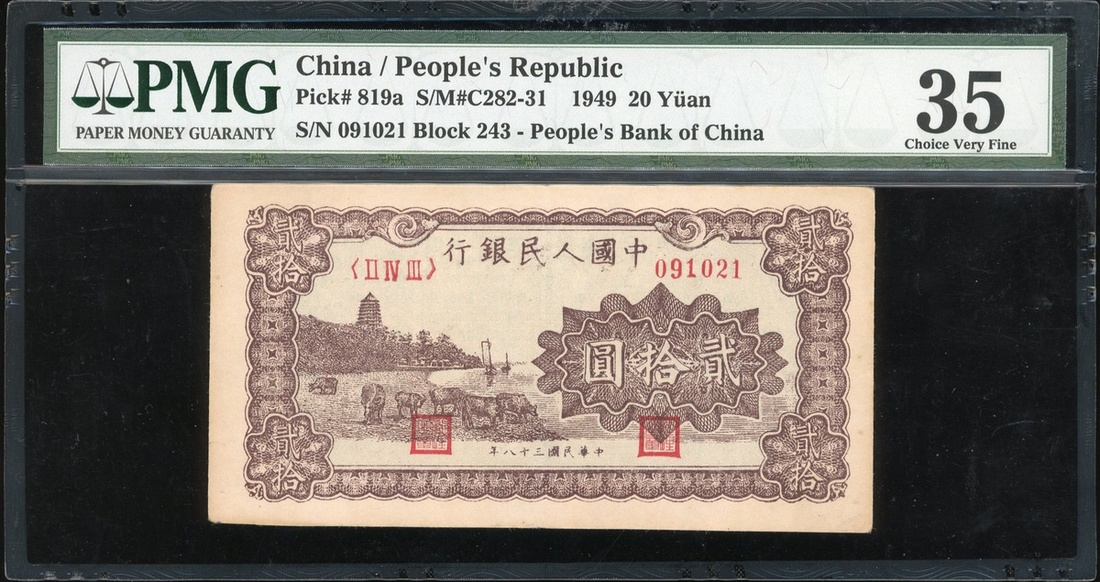 PMG
PAPER MONEY GUARANTY
China / People's Republic
Pick# 819a S/M#C282-31 1949 20 Yüan
S/N 091021 Block 243 - People's Bank of China
35
Choice Very Fine
貳拾
貳拾
行銀民人國中
〈II IV III〉
091021
圓拾貳
貳拾
貳拾
年八十三國民華中